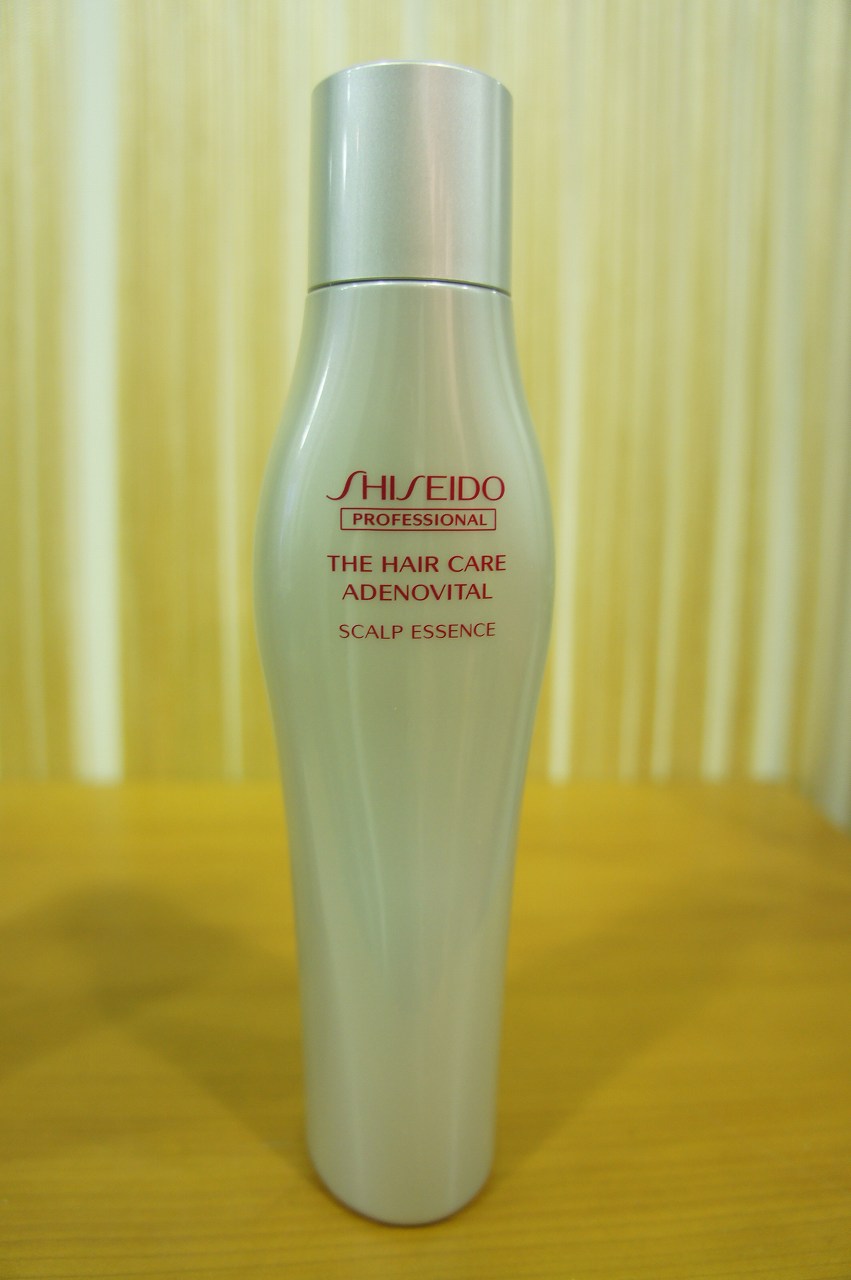 SHISEIDO
PROFESSIONAL
THE HAIR CARE
ADENOVITAL
SCALP ESSENCE